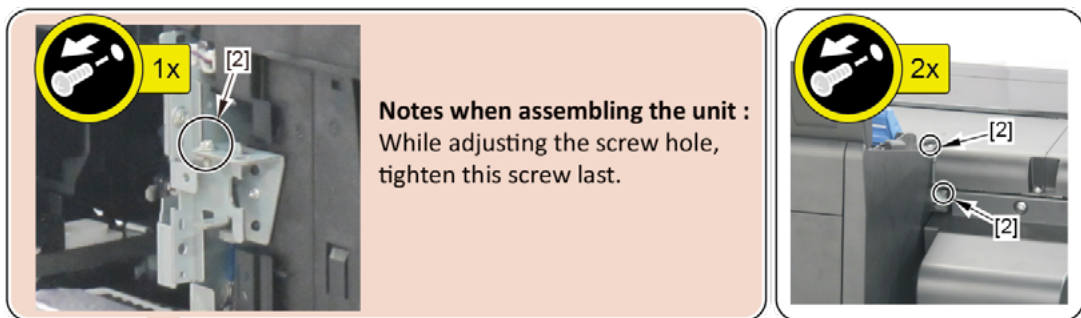 1x
[2]
Notes when assembling the unit :
While adjusting the screw hole,
tighten this screw last.
2x
[2]
[2]